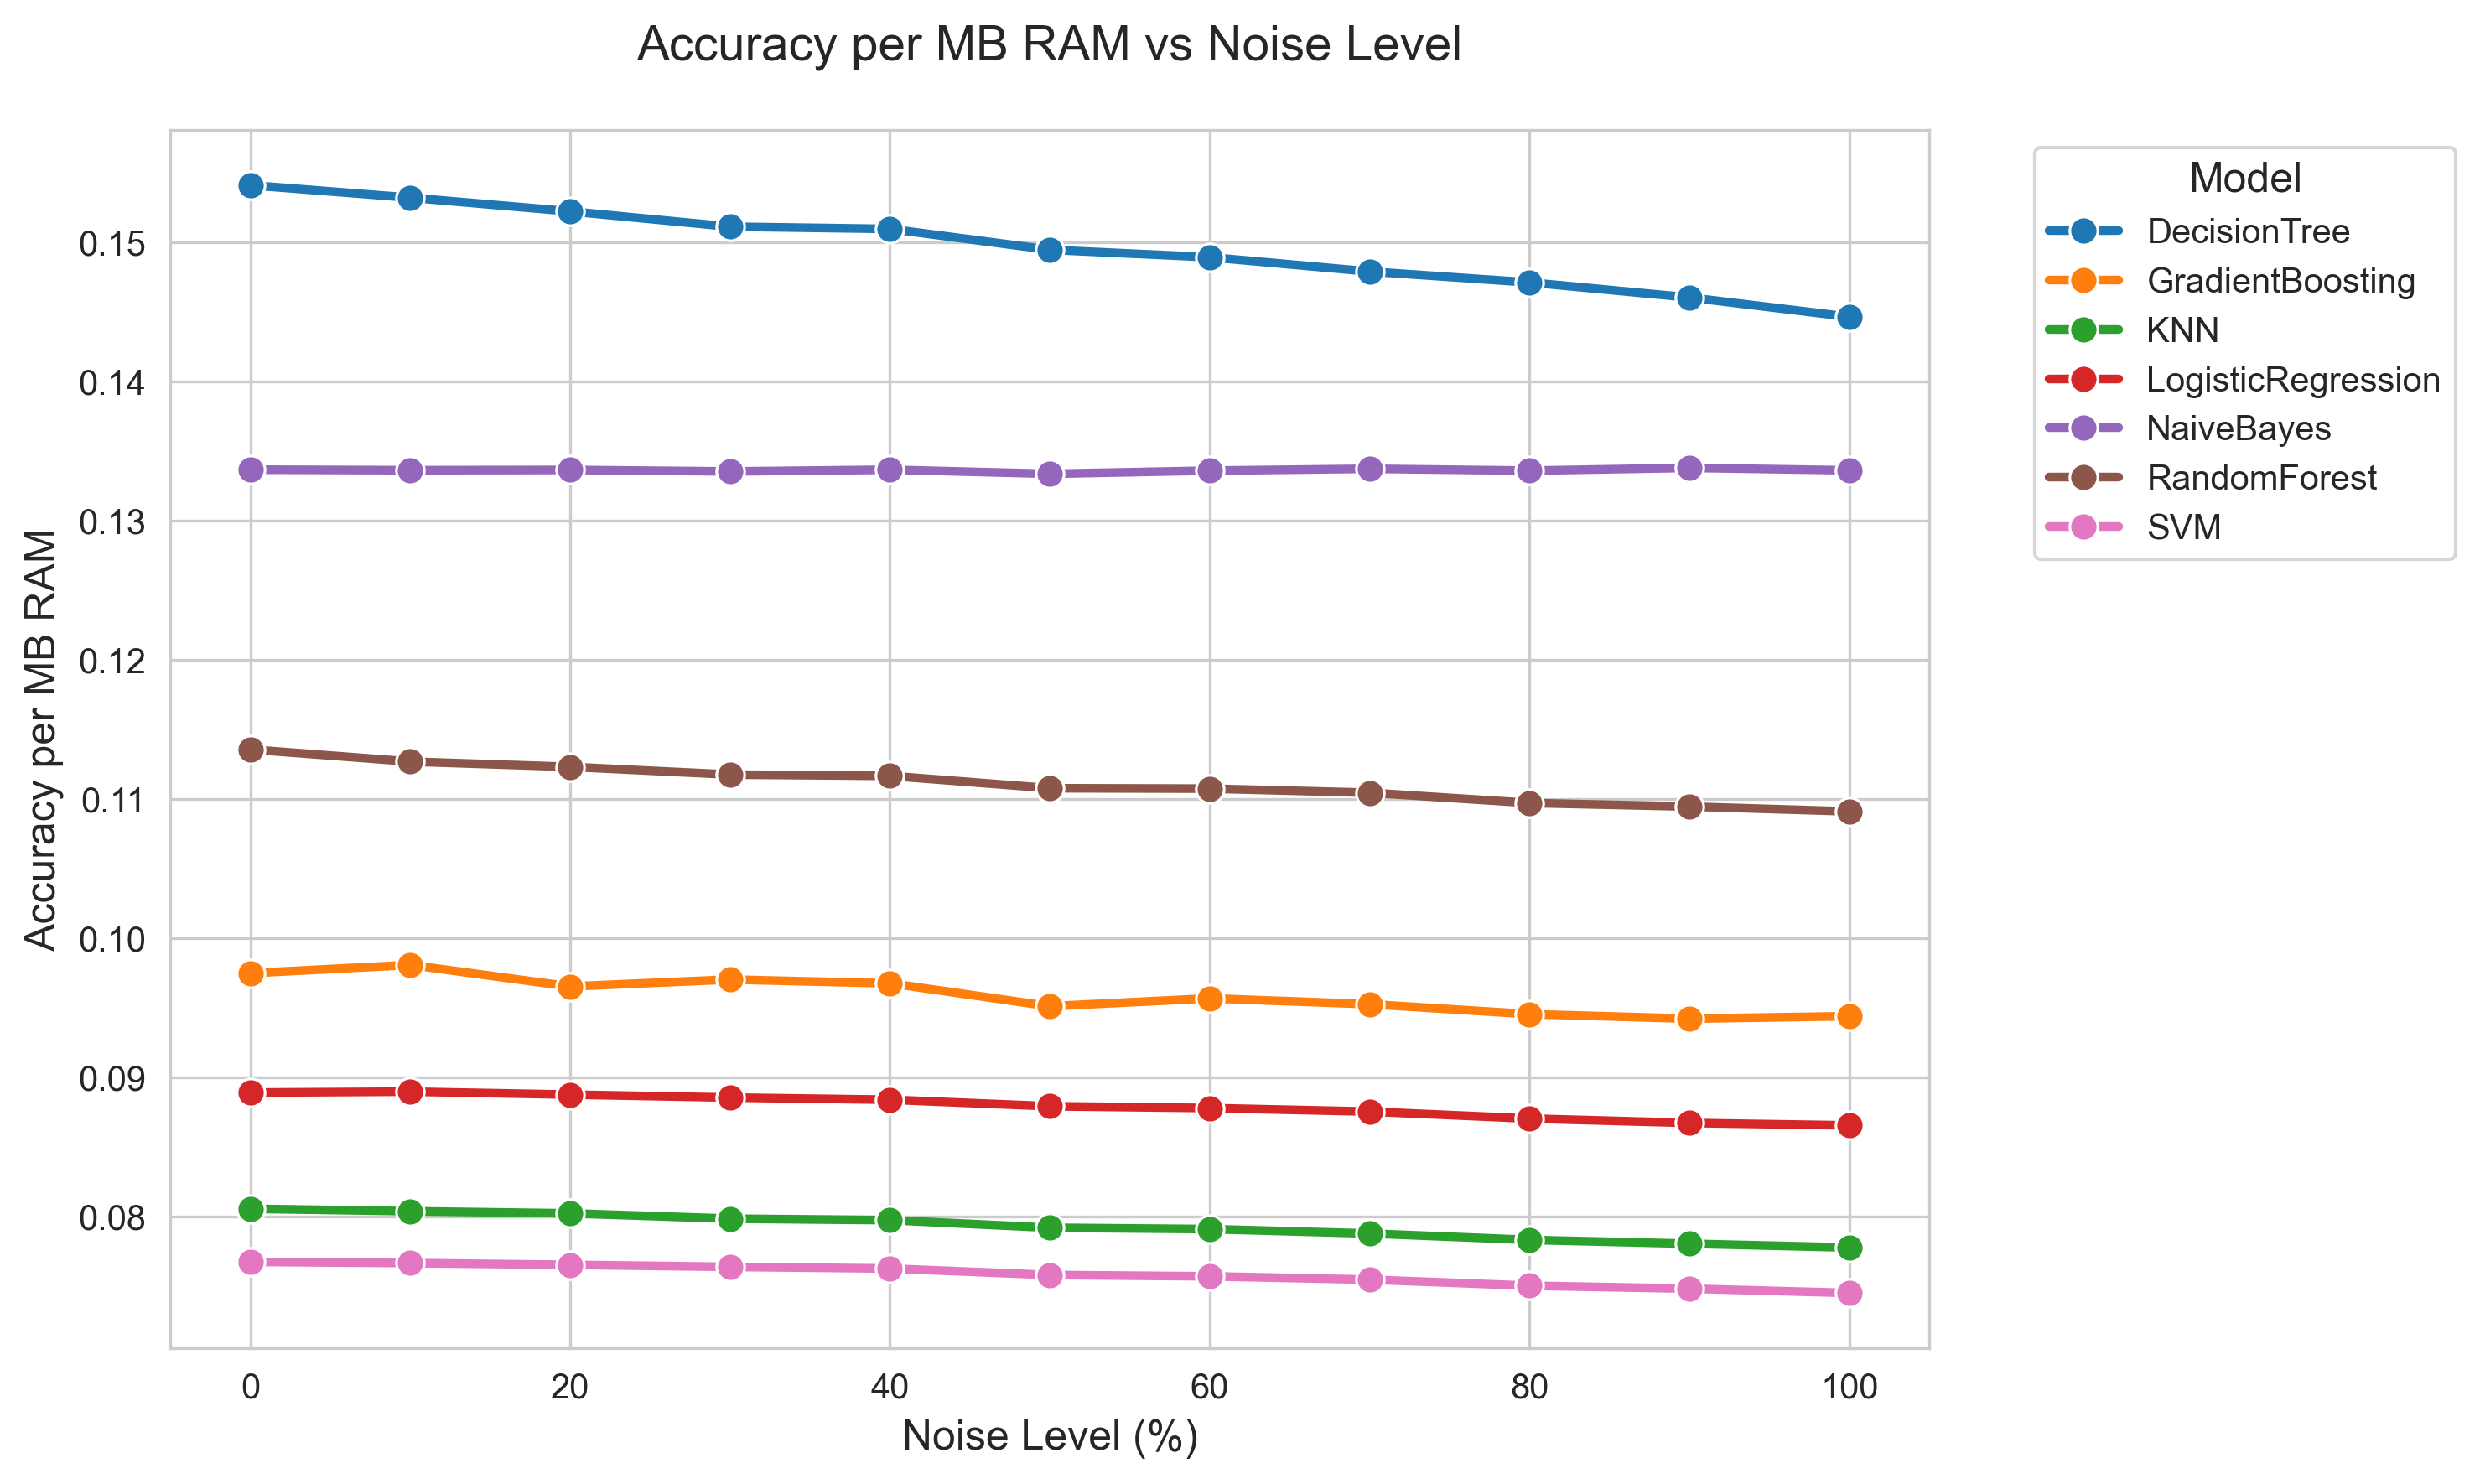 Accuracy per MB RAM vs Noise Level
Accuracy per MB RAM
0.15
0.14
0.13
0.12
0.11
0.10
0.09
0.08
0
20
40
60
80
100
Noise Level (%)
Model
DecisionTree
GradientBoosting
KNN
LogisticRegression
NaiveBayes
RandomForest
SVM